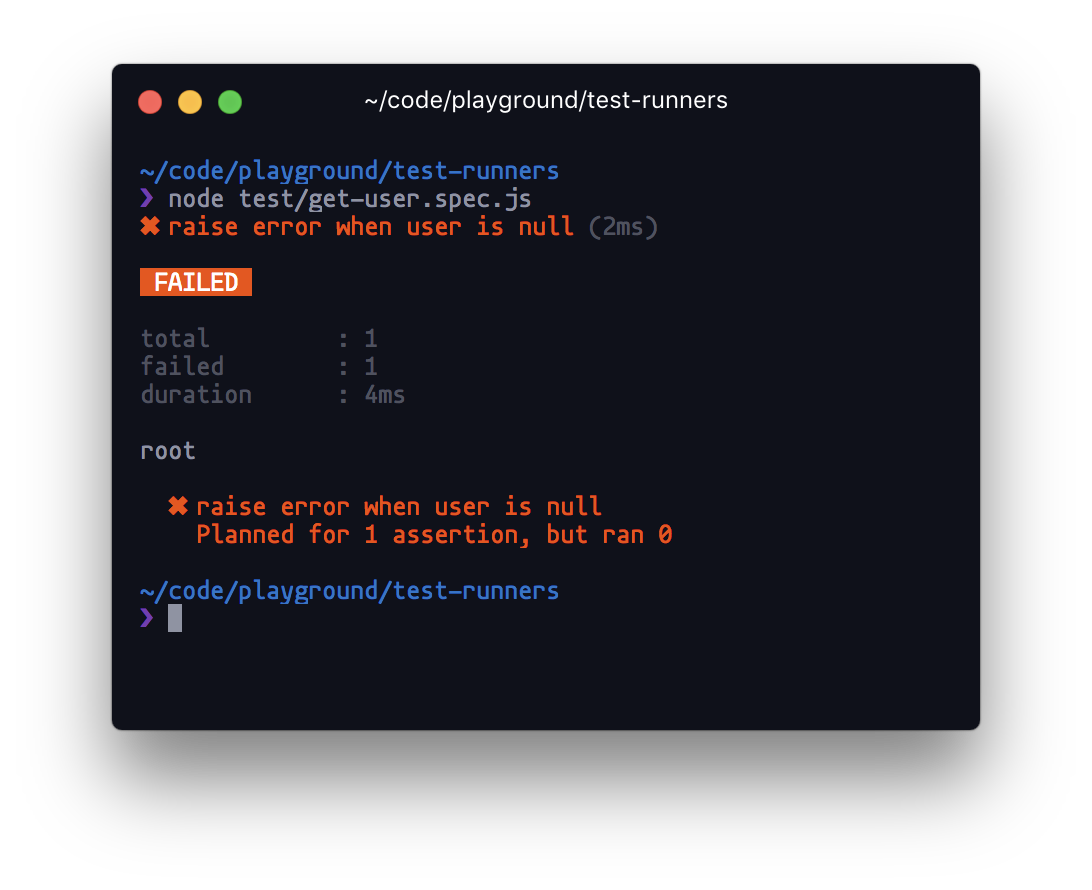 ~/code/playground/test-runners
~/code/playground/test-runners
❯ node test/get-user.spec.js
✖ raise error when user is null (2ms)
FAILED
total : 1
failed : 1
duration : 4ms
root
✖ raise error when user is null
Planned for 1 assertion, but ran 0
~/code/playground/test-runners
❯